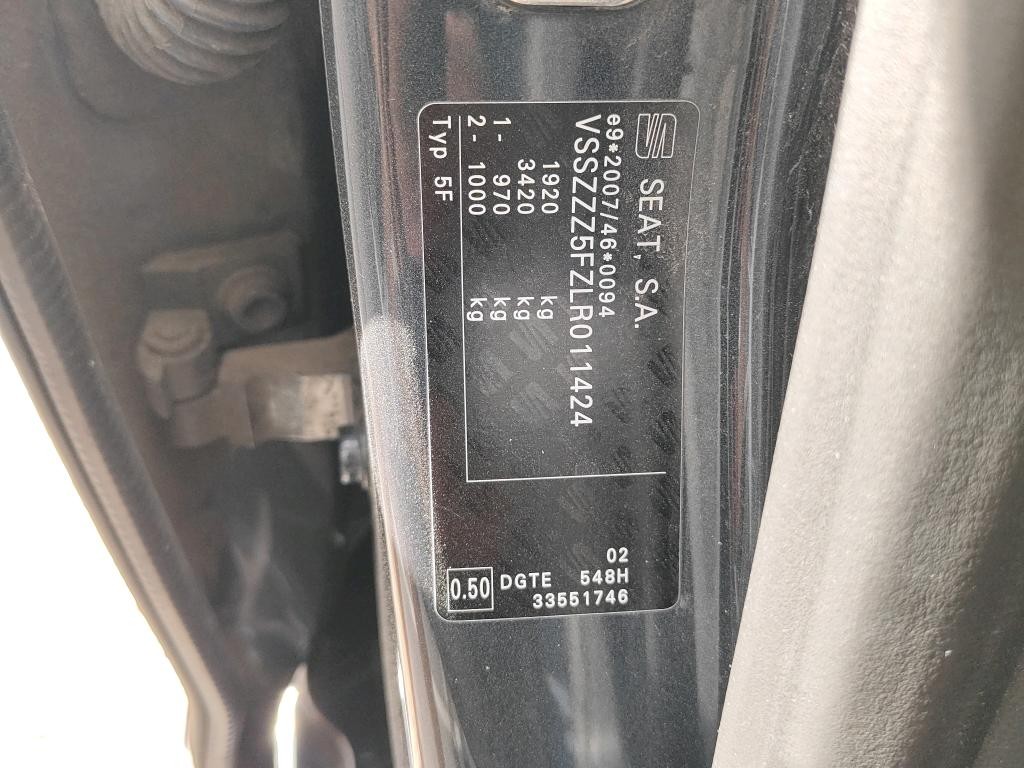 SEAT, S.A.
e9*2007/46*0094
VSSZZZ5FZLR011424
1920 kg
3420 kg
1- 970 kg
2- 1000 kg
Typ 5F
02
DGTE 548H
33551746
0.50